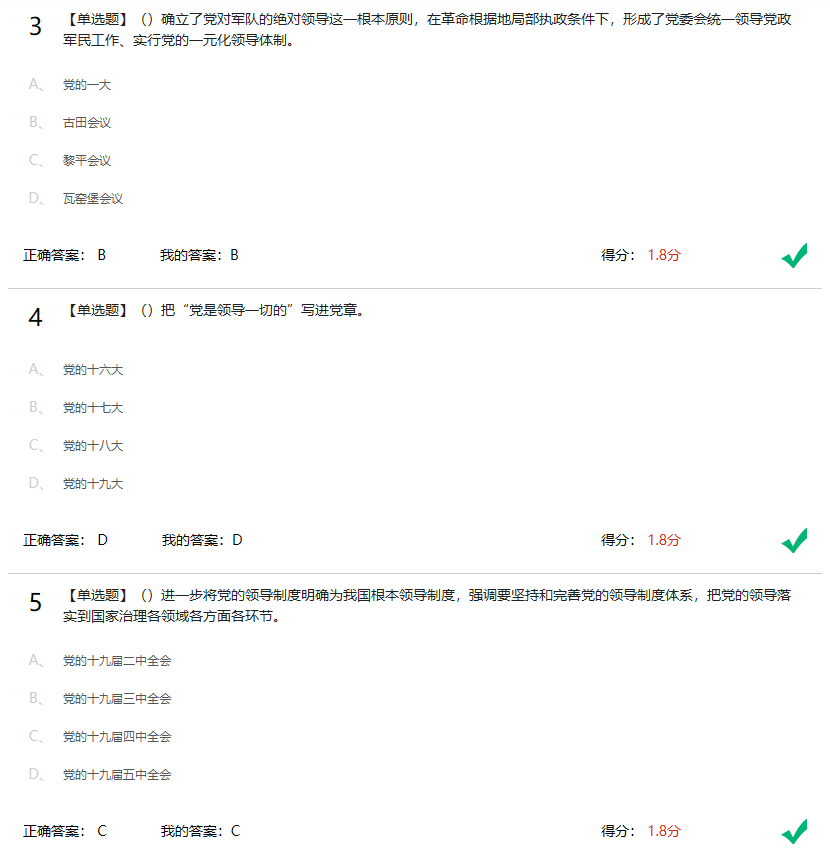 3 【单选题】（）确立了党对军队的绝对领导这一根本原则，在革命根据地局部执政条件下，形成了党委会统一领导党政
军民工作、实行党的一元化领导体制。
A、 党的一大
B、 古田会议
C、 黎平会议
D、 瓦窑堡会议
正确答案： B 我的答案：B 得分： 1.8分
4 【单选题】（）把“党是领导一切的”写进党章。
A、 党的十六大
B、 党的十七大
C、 党的十八大
D、 党的十九大
正确答案： D 我的答案：D 得分： 1.8分
5 【单选题】（）进一步将党的领导制度明确为我国根本领导制度，强调要坚持和完善党的领导制度体系，把党的领导落
实到国家治理各领域各方面各环节。
A、 党的十九届二中全会
B、 党的十九届三中全会
C、 党的十九届四中全会
D、 党的十九届五中全会
正确答案： C 我的答案：C 得分： 1.8分